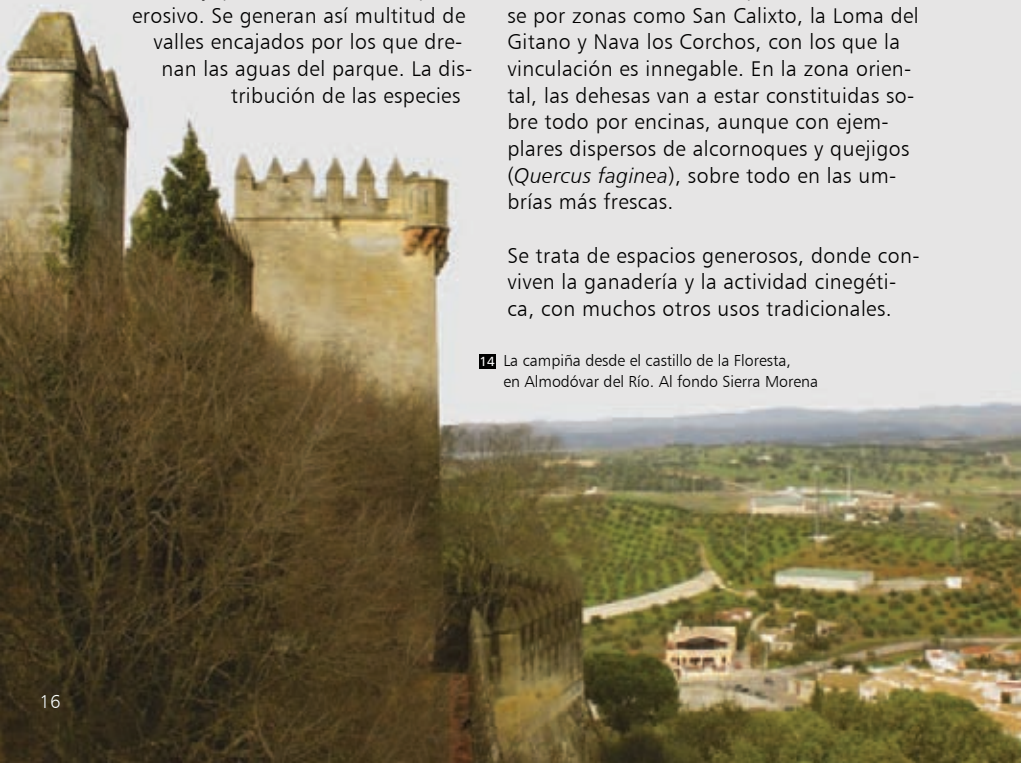 erosivo. Se generan así multitud de
valles encajados por los que dre-
nan las aguas del parque. La dis-
tribución de las especies
se por zonas como San Calixto, la Loma del
Gitano y Nava los Corchos, con los que la
vinculación es innegable. En la zona orien-
tal, las dehesas van a estar constituidas so-
bre todo por encinas, aunque con ejem-
plares dispersos de alcornoques y quejigos
(Quercus faginea), sobre todo en las um-
brías más frescas.
Se trata de espacios generosos, donde con-
viven la ganadería y la actividad cinegéti-
ca, con muchos otros usos tradicionales.
14 La campiña desde el castillo de la Floresta,
en Almodóvar del Río. Al fondo Sierra Morena
16